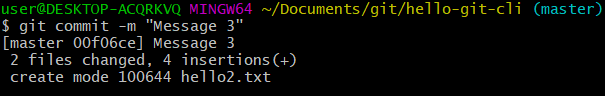 user@DESKTOP-ACQRKVQ MINGW64 ~/Documents/git/hello-git-cli (master)
$ git commit -m "Message 3"
[master 00f06ce] Message 3
 2 files changed, 4 insertions(+)
 create mode 100644 hello2.txt